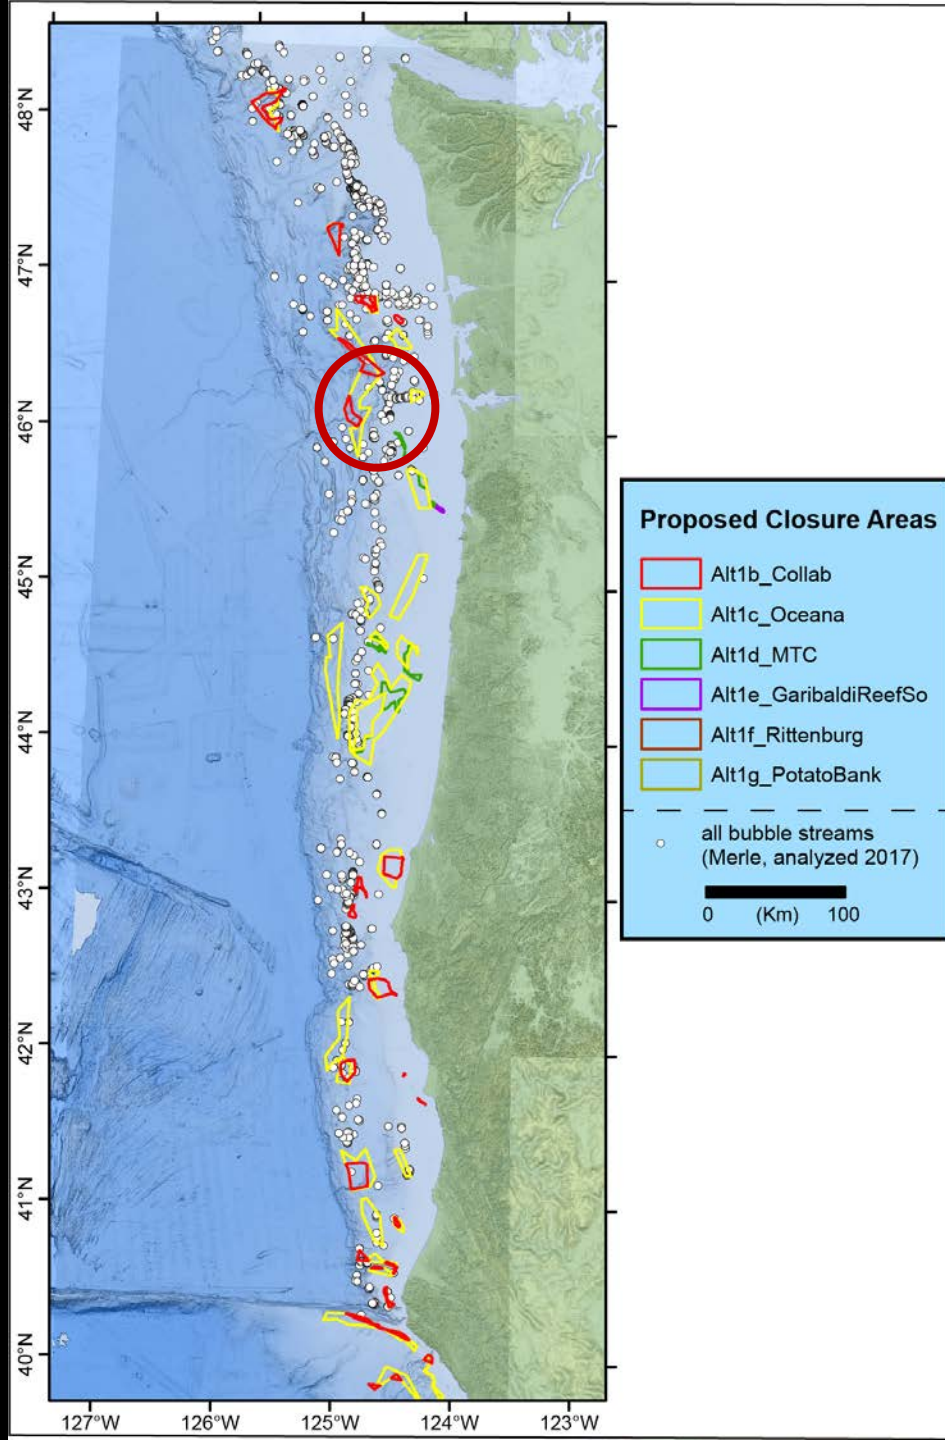 48°N
47°N
46°N
45°N
44°N
43°N
42°N
41°N
40°N
127°W
126°W
125°W
124°W
123°W
Proposed Closure Areas
Alt1b_Collab
Alt1c_Oceana
Alt1d_MTC
Alt1e_GaribaldiReefSo
Alt1f_Rittenburg
Alt1g_PotatoBank
all bubble streams
(Merle, analyzed 2017)
0 (Km) 100